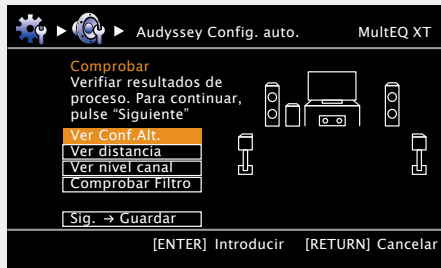 Audyssey Config. auto. MultEQ XT
Comprobar
Verifiar resultados de
proceso. Para continuar,
pulse “Siguiente”
Ver Conf.Alt.
Ver distancia
Ver nivel canal
Comprobar Filtro
Sig. → Guardar
[ENTER] Introducir [RETURN] Cancelar